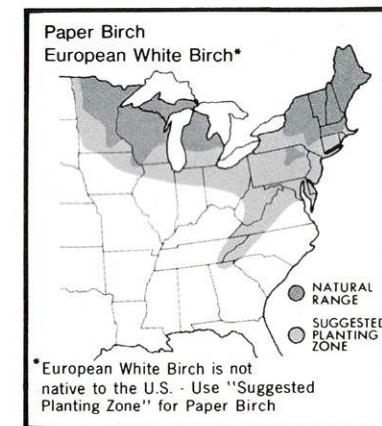 Paper Birch
European White Birch*
NATURAL
RANGE
SUGGESTED
PLANTING
ZONE
*European White Birch is not
native to the U.S. - Use "Suggested
Planting Zone" for Paper Birch